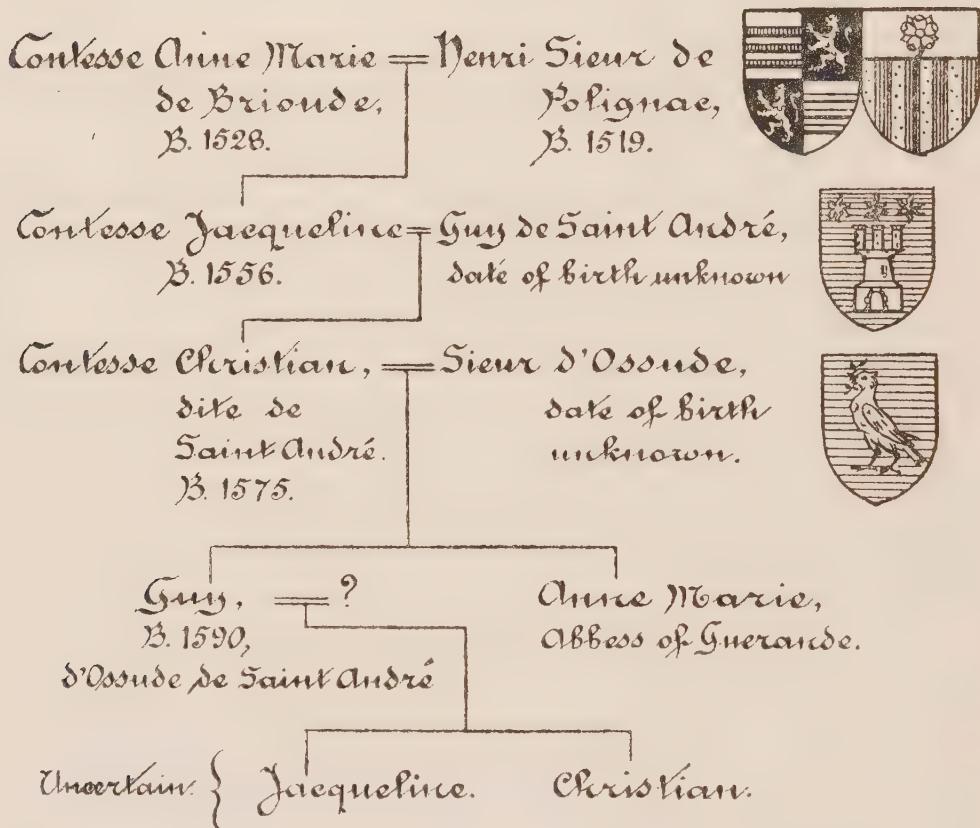 Contesse Anne Marie = Henri Sieur de
de Brioude, Polignac,
B. 1528. B. 1519.
Contesse Jacqueline = Guy de Saint André,
B. 1556. date of birth unknown
Contesse Christian, = Sieur d'Ossude,
dite de date of birth
Saint André. unknown.
B. 1575.
Guy, = ? Anne Marie,
B. 1590, Abbess of Guerande.
d'Ossude de Saint André
Uncertain. { Jacqueline. Christian.